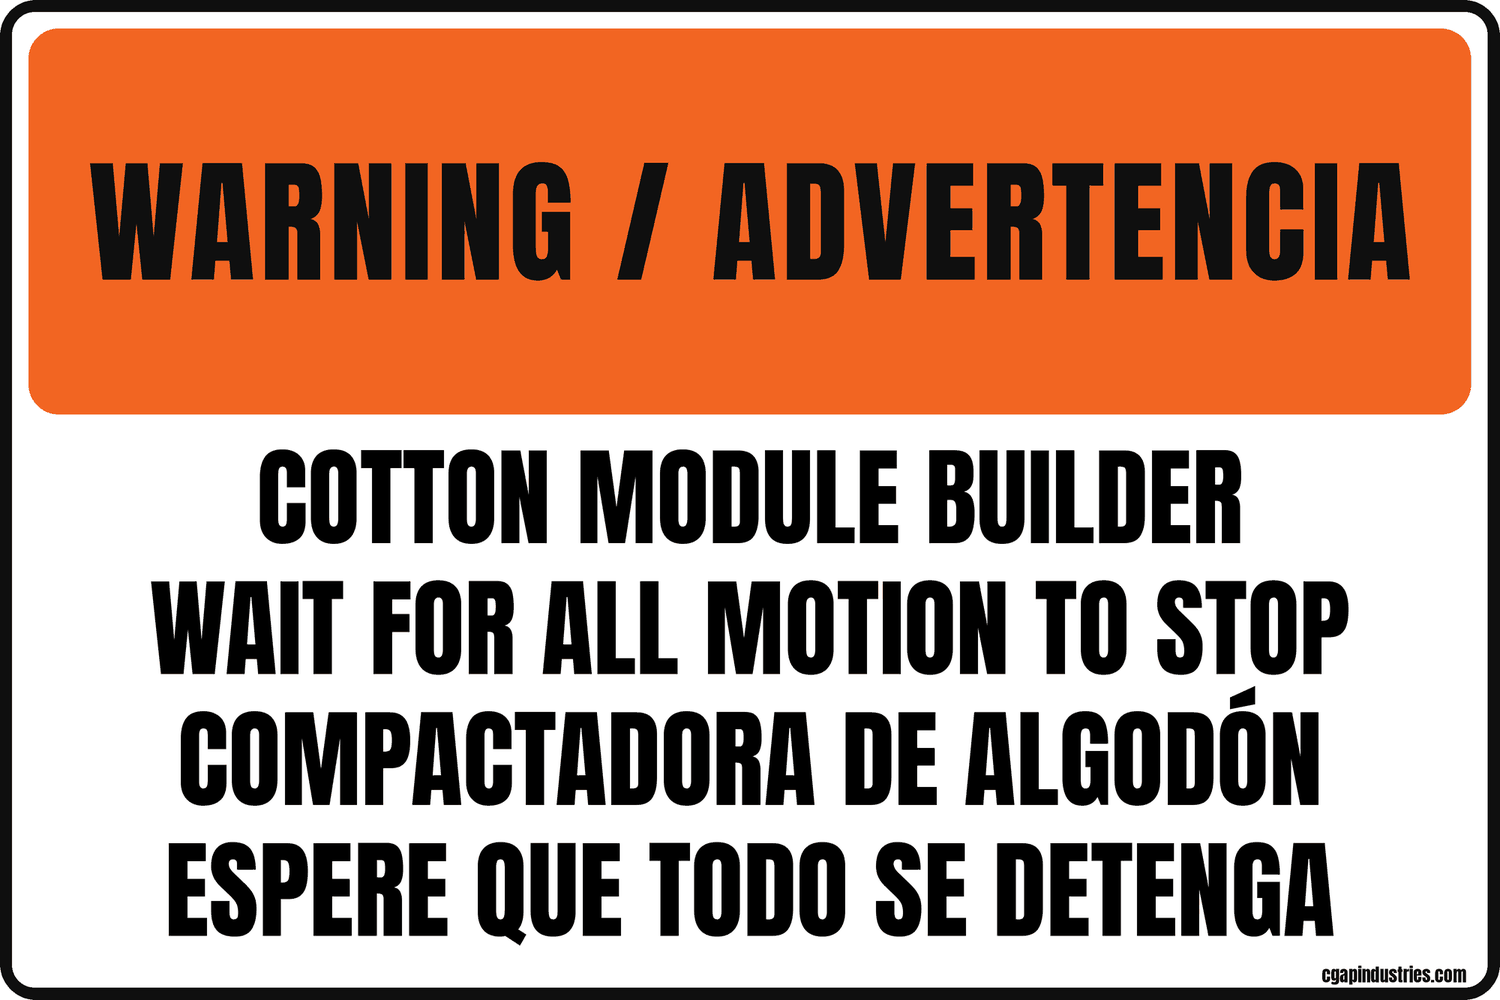 WARNING / ADVERTENCIA
COTTON MODULE BUILDER
WAIT FOR ALL MOTION TO STOP
COMPACTADORA DE ALGODÓN
ESPERE QUE TODO SE DETENGA
cgapindustries.com